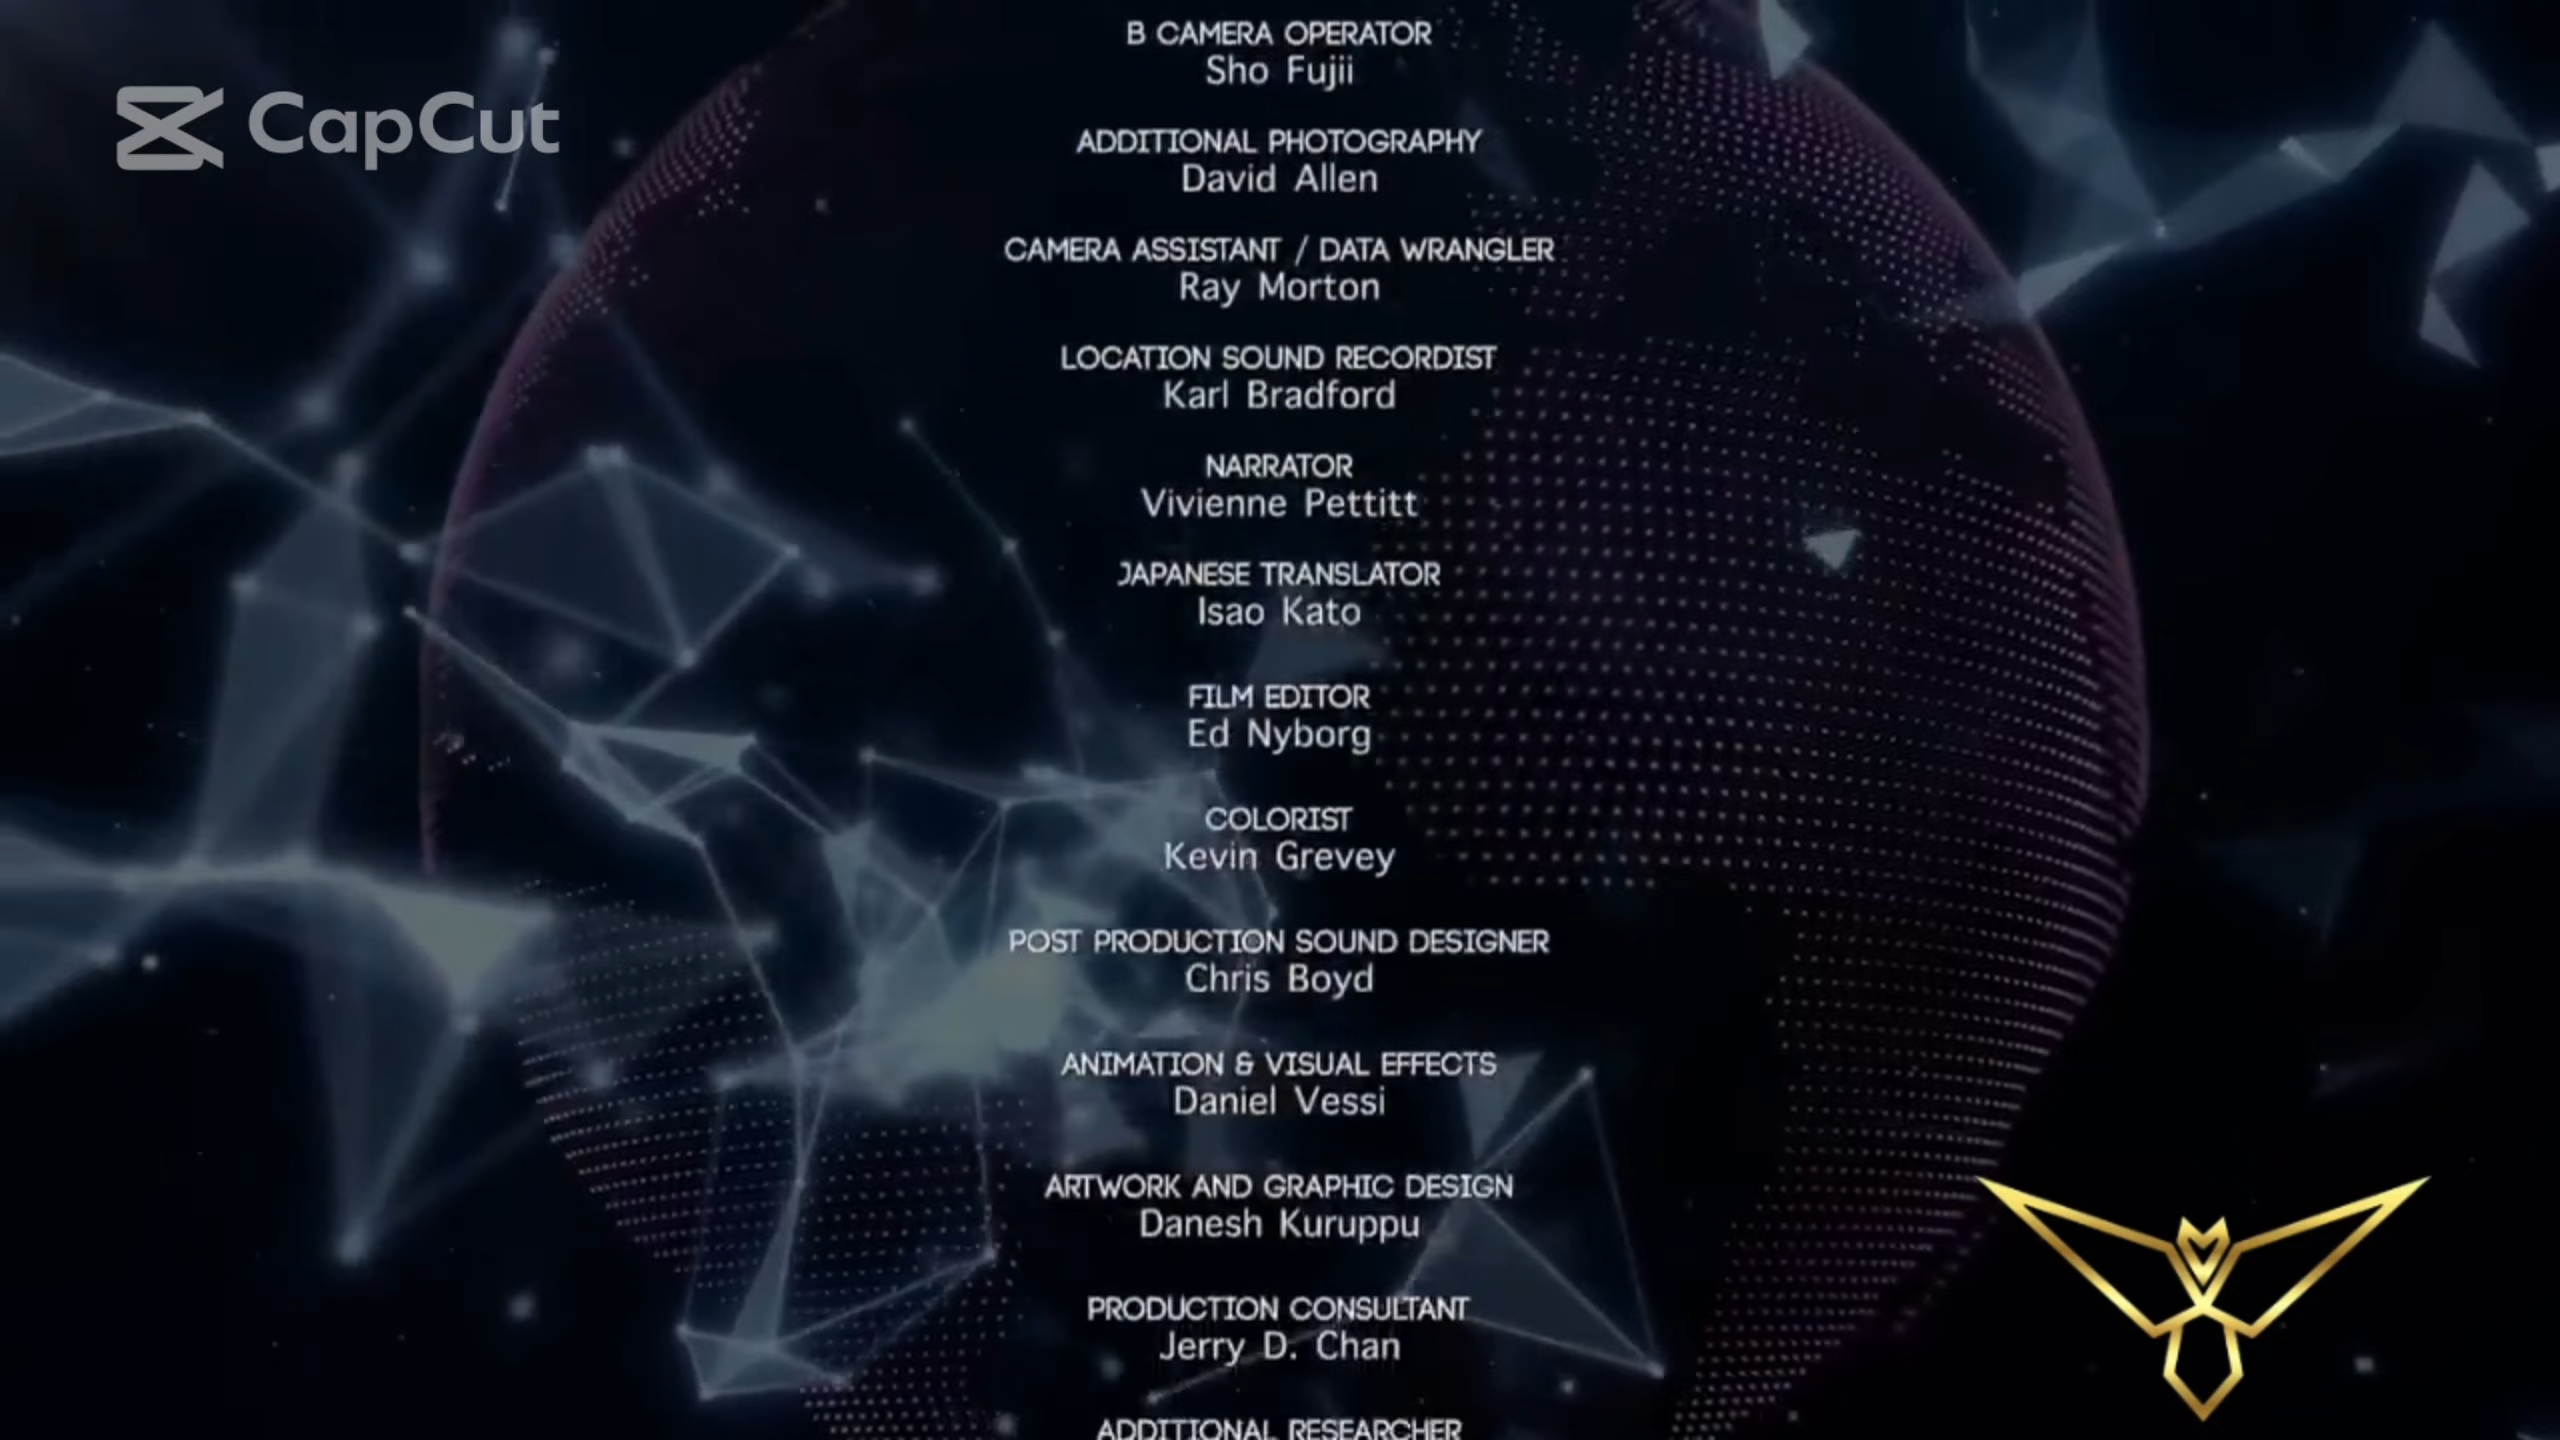 CapCut
B CAMERA OPERATOR
Sho Fujii
ADDITIONAL PHOTOGRAPHY
David Allen
CAMERA ASSISTANT / DATA WRANGLER
Ray Morton
LOCATION SOUND RECORDIST
Karl Bradford
NARRATOR
Vivienne Pettitt
JAPANESE TRANSLATOR
Isao Kato
FILM EDITOR
Ed Nyborg
COLORIST
Kevin Grevey
POST PRODUCTION SOUND DESIGNER
Chris Boyd
ANIMATION & VISUAL EFFECTS
Daniel Vessi
ARTWORK AND GRAPHIC DESIGN
Danesh Kuruppu
PRODUCTION CONSULTANT
Jerry D. Chan
ADDITIONAL RESEARCHER